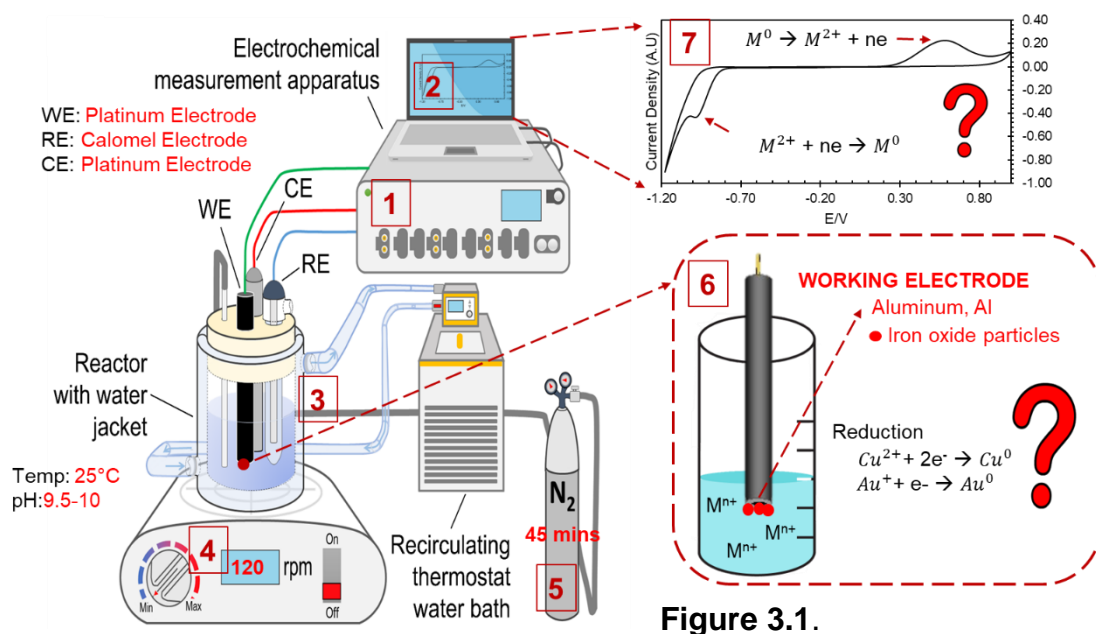 Electrochemical
measurement apparatus
WE: Platinum Electrode
RE: Calomel Electrode
CE: Platinum Electrode
2
1
WE
CE
RE
Reactor
with water
jacket
3
Temp: 25°C
pH:9.5-10
4
120
rpm
On
Off
Min
Max
Recirculating
thermostat
water bath
N₂
45 mins
5
7
M⁰ → M²⁺ + ne
M²⁺ + ne → M⁰
Current Density (A.U)
0.40
0.20
0.00
-0.20
-0.40
-0.60
-0.80
-1.00
-1.20
-0.70
-0.20
0.30
0.80
E/V
?
6
WORKING ELECTRODE
Aluminum, Al
Iron oxide particles
Reduction
Cu²⁺ + 2e⁻ → Cu⁰
Au⁺ + e- → Au⁰
?
Mⁿ⁺
Mⁿ⁺
Mⁿ⁺
Figure 3.1.